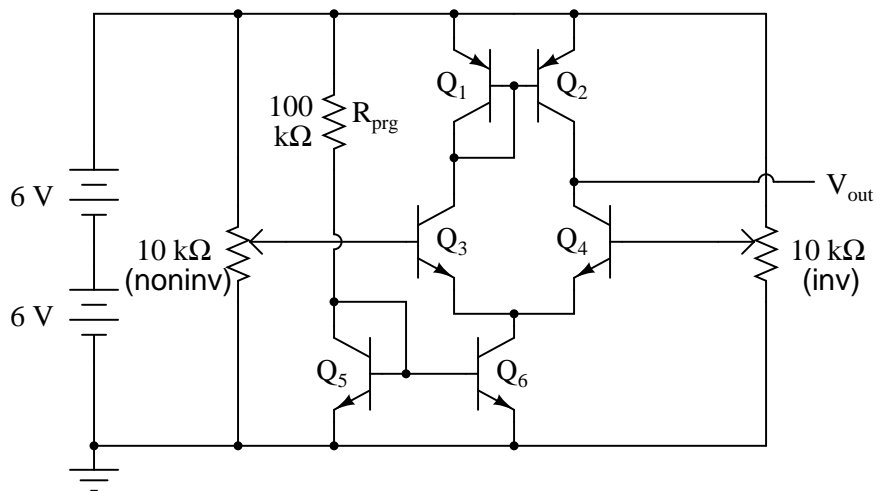 Q₁
Q₂
100
kΩ
Rprg
6 V
Vout
Q₃
Q₄
10 kΩ
(noninv)
10 kΩ
(inv)
6 V
Q₅
Q₆